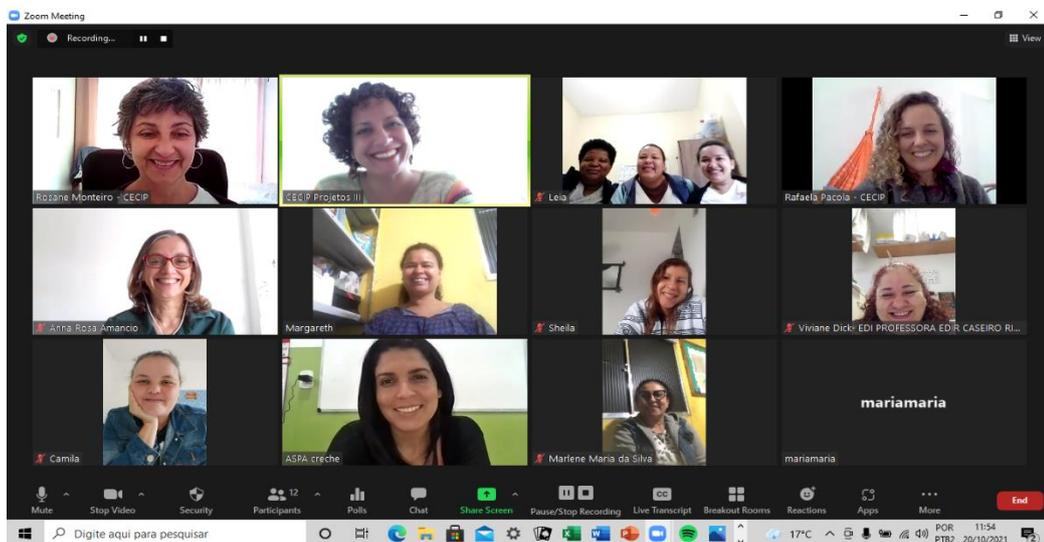 Zoom Meeting
Recording...
View
Rosane Monteiro - CECIP
CECIP Projetos III
Leia
Rafaela Pacola - CECIP
Anna Rosa Amancio
Margareth
Sheila
Viviane Dick- EDI PROFESSORA EDIR CASEIRO RI...
Camila
ASPA creche
Marlene Maria da Silva
mariamaria
mariamaria
Mute
Stop Video
Security
Participants
12
Polls
Chat
Share Screen
Pause/Stop Recording
Live Transcript
Breakout Rooms
Reactions
Apps
More
End
Digite aqui para pesquisar
17°C
POR
PTB2
11:54
20/10/2021